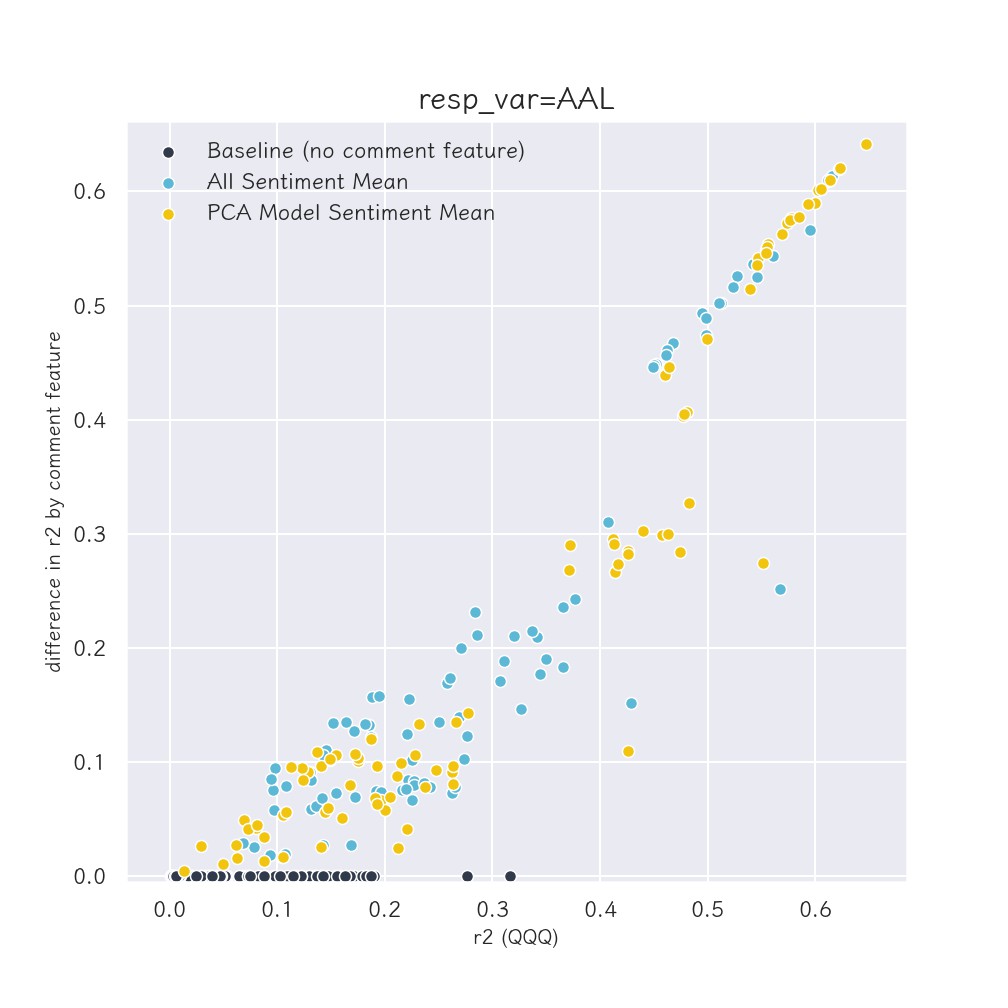 resp_var=AAL
Baseline (no comment feature)
All Sentiment Mean
PCA Model Sentiment Mean
difference in r2 by comment feature
0.6
0.5
0.4
0.3
0.2
0.1
0.0
0.0 0.1 0.2 0.3 0.4 0.5 0.6
r2 (QQQ)